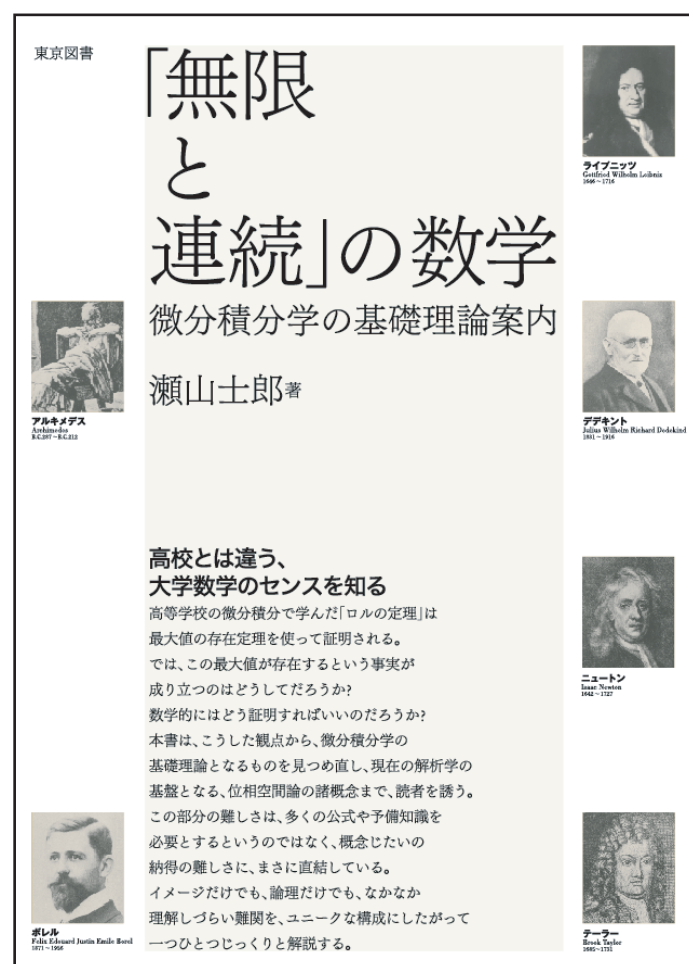 東京図書
「無限
と
連続」の数学
微分積分学の基礎理論案内
瀬山士郎著
ライプニッツ
Gottfried Wilhelm Leibniz
1646〜1716
アルキメデス
Archimedes
B.C.287〜B.C.212
デデキント
Julius Wilhelm Richard Dedekind
1831〜1916
高校とは違う、
大学数学のセンスを知る
高等学校の微分積分で学んだ「ロルの定理」は
最大値の存在定理を使って証明される。
では、この最大値が存在するという事実が
成り立つのはどうしてだろうか?
数学的にはどう証明すればいいのだろうか?
本書は、こうした観点から、微分積分学の
基礎理論となるものを見つめ直し、現在の解析学の
基盤となる、位相空間論の諸概念まで、読者を誘う。
この部分の難しさは、多くの公式や予備知識を
必要とするというのではなく、概念じたいの
納得の難しさに、まさに直結している。
イメージだけでも、論理だけでも、なかなか
理解しづらい難関を、ユニークな構成にしたがって
一つひとつじっくりと解説する。
ニュートン
Isaac Newton
1642〜1727
ボレル
Felix Edouard Justin Emile Borel
1871〜1956
テーラー
Brook Taylor
1685〜1731